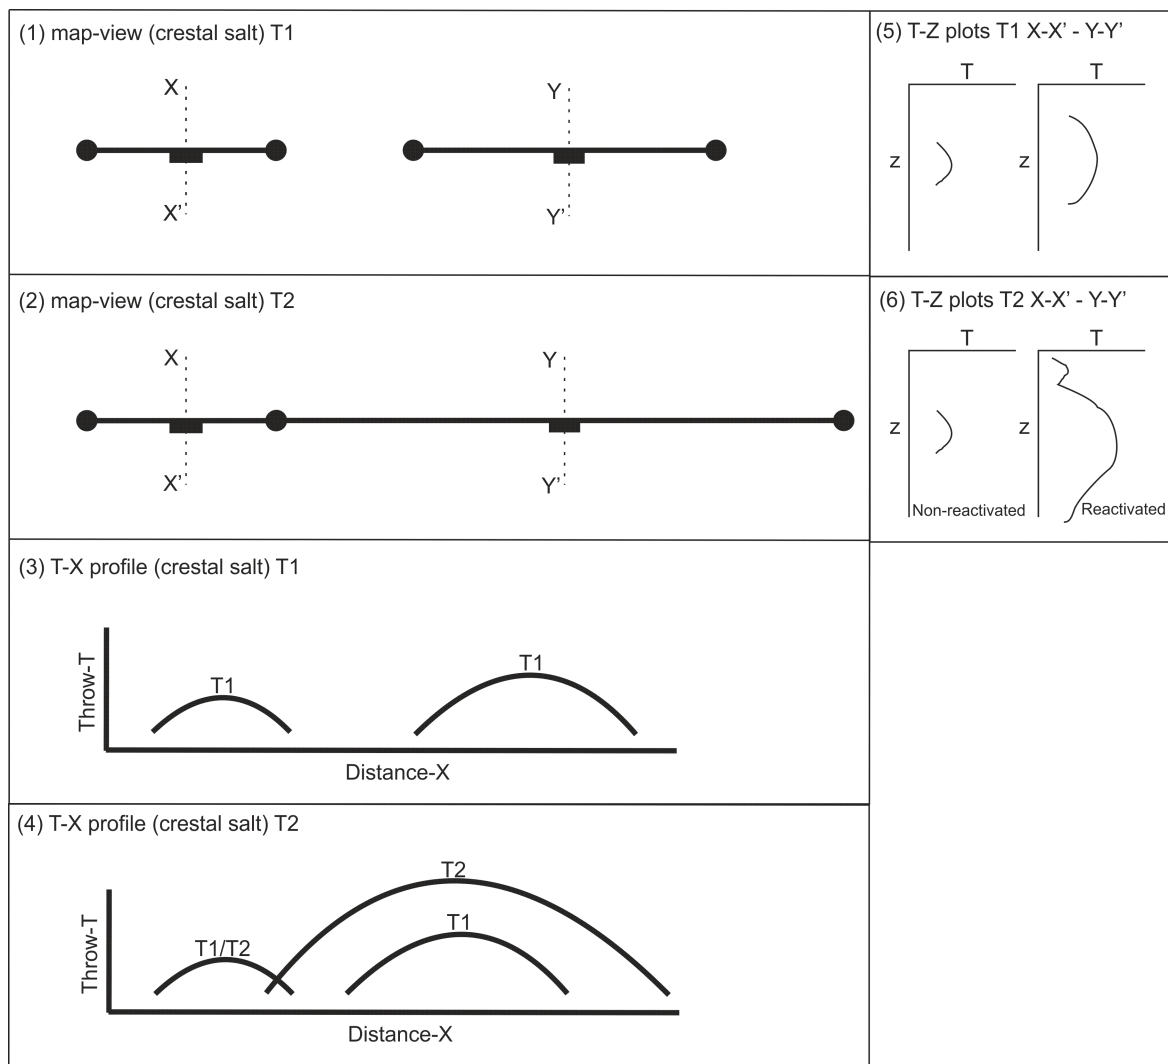 (1) map-view (crestal salt) T1
X
Y
X'
Y'
(2) map-view (crestal salt) T2
X
Y
X'
Y'
(3) T-X profile (crestal salt) T1
Throw-T
T1
T1
Distance-X
(4) T-X profile (crestal salt) T2
Throw-T
T1/T2
T2
T1
Distance-X
(5) T-Z plots T1 X-X' - Y-Y'
T
T
z
z
(6) T-Z plots T2 X-X' - Y-Y'
T
T
z
z
Non-reactivated
Reactivated